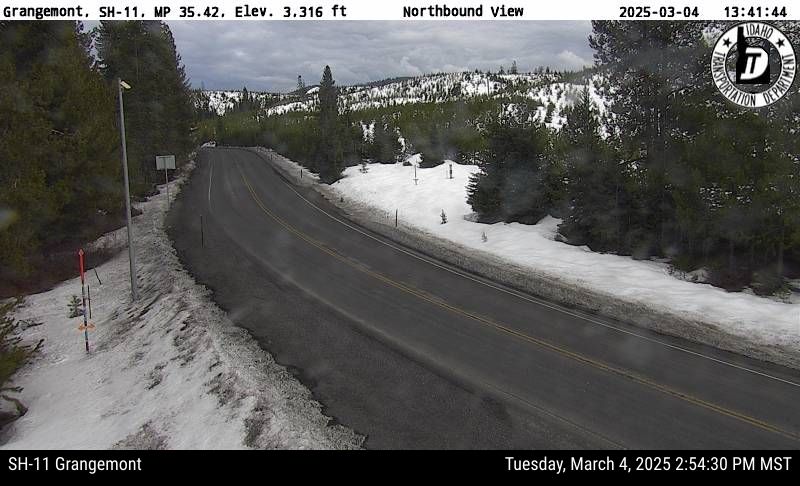 Grangemont, SH-11, MP 35.42, Elev. 3,316 ft Northbound View 2025-03-04 13:41:44
IDAHO
TRANSPORTATION DEPARTMENT
SH-11 Grangemont Tuesday, March 4, 2025 2:54:30 PM MST